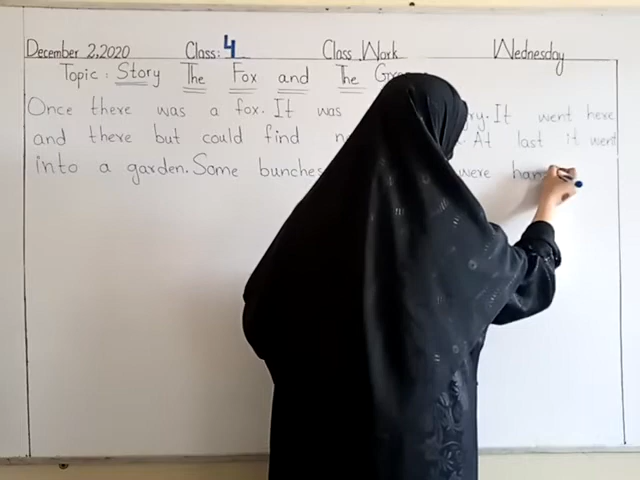 December 2,2020 Class: 4 Class Work Wednesday
Topic: Story The Fox and The
Once there was a fox. It was It went here
and there but could find At last it went
into a garden. Some bunches were